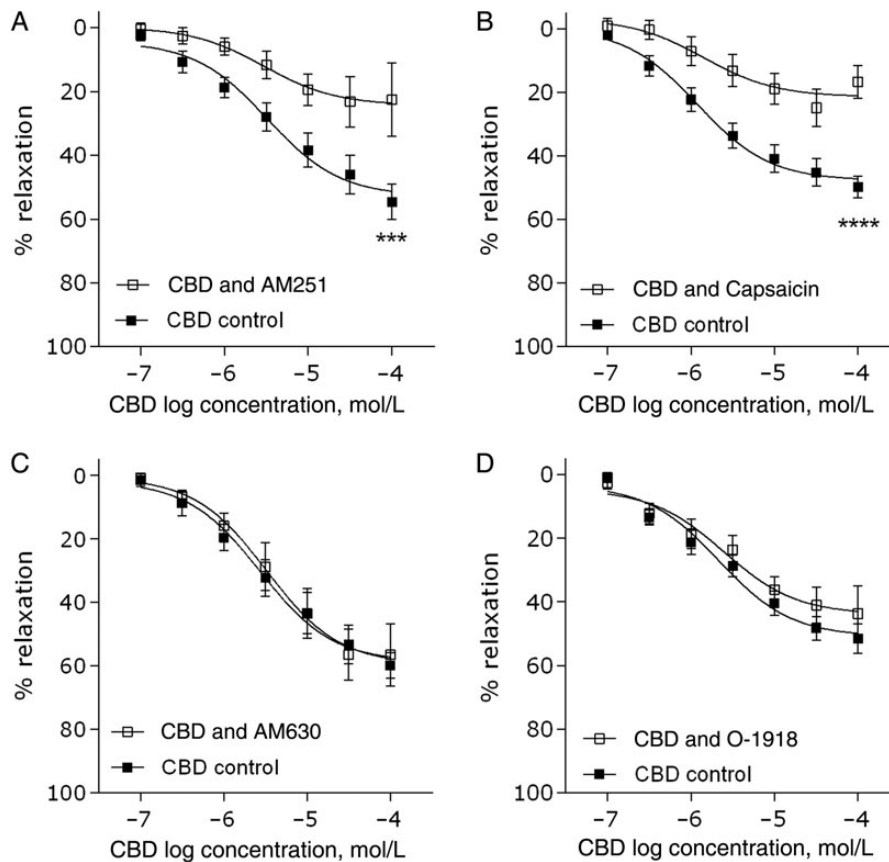 A
0
20
40
60
80
100
% relaxation
***
CBD and AM251
CBD control
–7 –6 –5 –4
CBD log concentration, mol/L
B
0
20
40
60
80
100
% relaxation
****
CBD and Capsaicin
CBD control
–7 –6 –5 –4
CBD log concentration, mol/L
C
0
20
40
60
80
100
% relaxation
CBD and AM630
CBD control
–7 –6 –5 –4
CBD log concentration, mol/L
D
0
20
40
60
80
100
% relaxation
CBD and O-1918
CBD control
–7 –6 –5 –4
CBD log concentration, mol/L